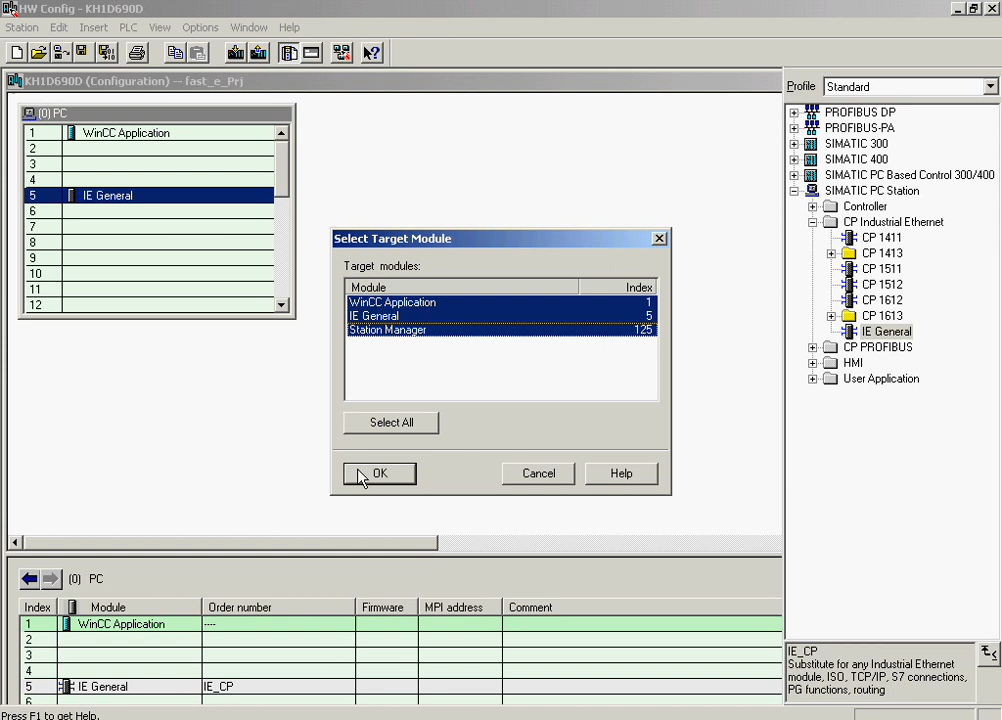 HW Config - KH1D690D
Station Edit Insert PLC View Options Window Help
KH1D690D (Configuration) -- fast_e_Prj
(0) PC
1 WinCC Application
2
3
4
5 IE General
6
7
8
9
10
11
12
Select Target Module
Target modules:
Module Index
WinCC Application 1
IE General 5
Station Manager 125
Select All
OK Cancel Help
Profile Standard
PROFIBUS DP
PROFIBUS-PA
SIMATIC 300
SIMATIC 400
SIMATIC PC Based Control 300/400
SIMATIC PC Station
Controller
CP Industrial Ethernet
CP 1411
CP 1413
CP 1511
CP 1512
CP 1612
CP 1613
IE General
CP PROFIBUS
HMI
User Application
(0) PC
Index Module Order number Firmware MPI address Comment
1 WinCC Application ----
2
3
4
5 IE General IE_CP
6
IE_CP
Substitute for any Industrial Ethernet
module, ISO, TCP/IP, S7 connections,
PG functions, routing
Press F1 to get Help.